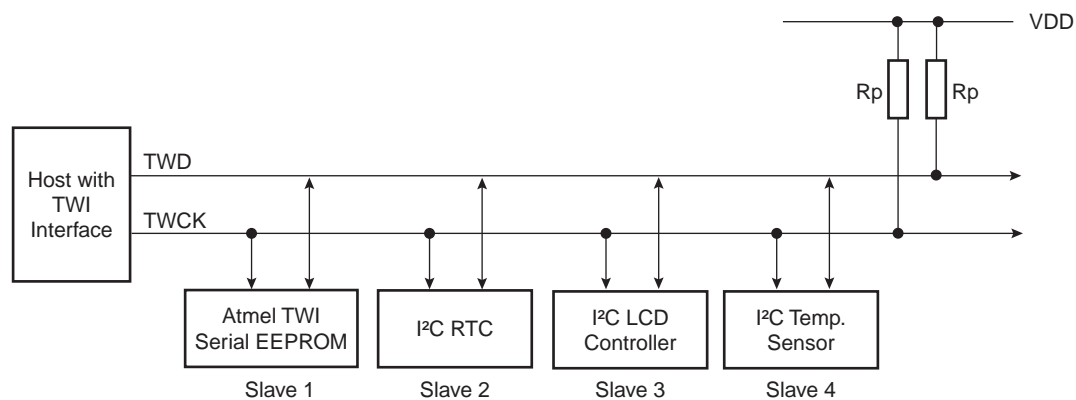 VDD
Rp
Rp
Host with
TWI
Interface
TWD
TWCK
Atmel TWI
Serial EEPROM
Slave 1
I²C RTC
Slave 2
I²C LCD
Controller
Slave 3
I²C Temp.
Sensor
Slave 4